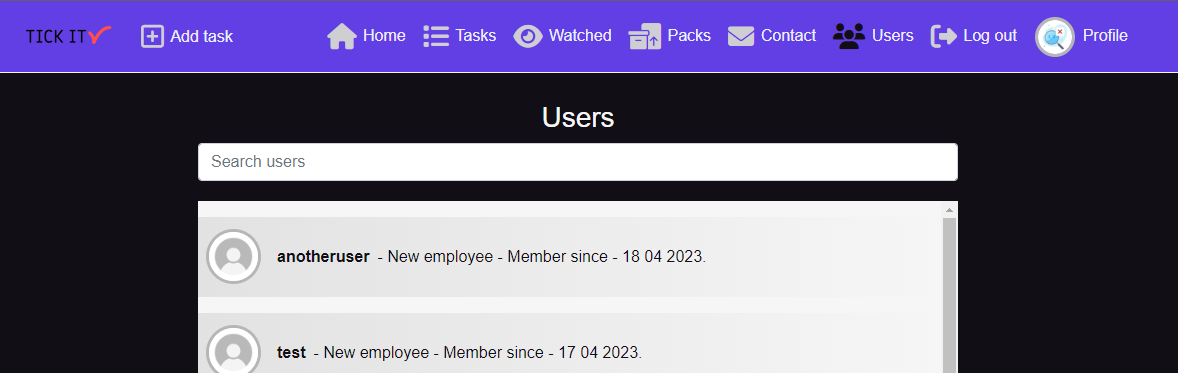 TICK IT Add task Home Tasks Watched Packs Contact Users Log out Profile
Users
Search users
anotheruser - New employee - Member since - 18 04 2023.
test - New employee - Member since - 17 04 2023.